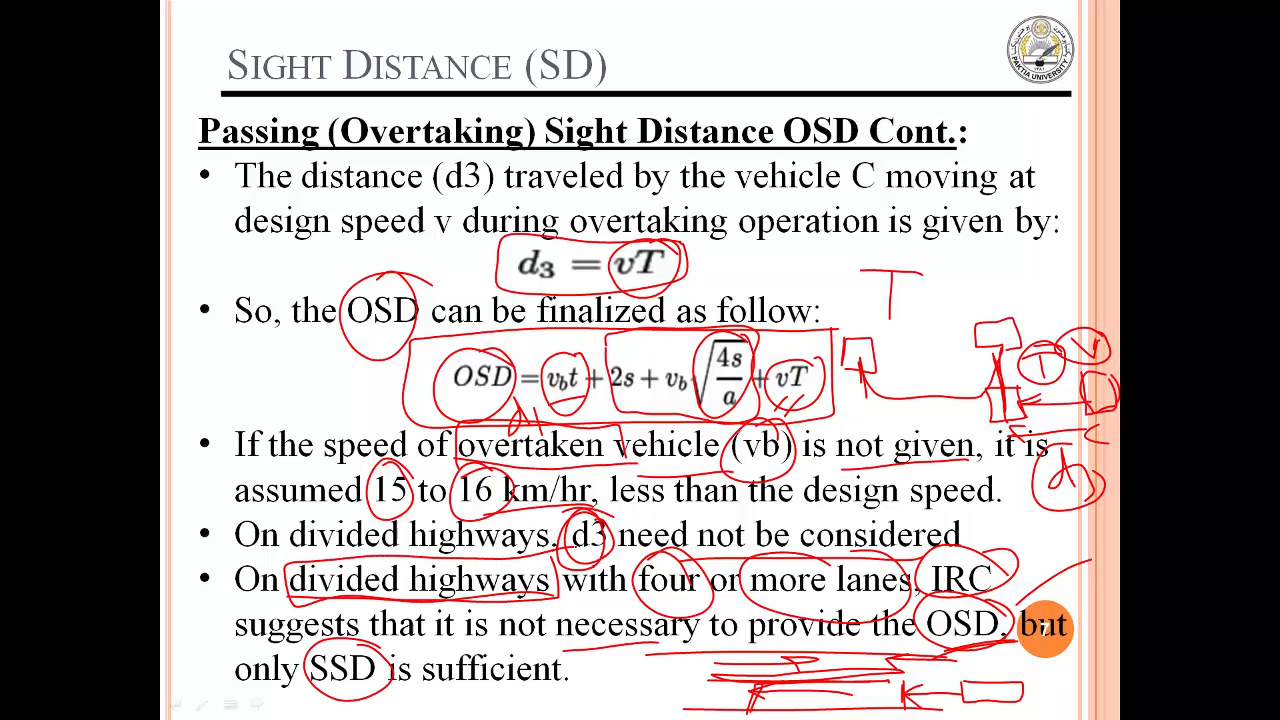 SIGHT DISTANCE (SD)
PAKTIA UNIVERSITY
Passing (Overtaking) Sight Distance OSD Cont.:
• The distance (d3) traveled by the vehicle C moving at
design speed v during overtaking operation is given by:
d₃ = vT
T
• So, the OSD can be finalized as follow:
OSD = v_b t + 2s + v_b √(4s/a) + vT
T V
d1
C
• If the speed of overtaken vehicle (vb) is not given, it is
assumed 15 to 16 km/hr, less than the design speed.
d3
• On divided highways, d3 need not be considered
• On divided highways with four or more lanes, IRC
suggests that it is not necessary to provide the OSD, but
7
only SSD is sufficient.